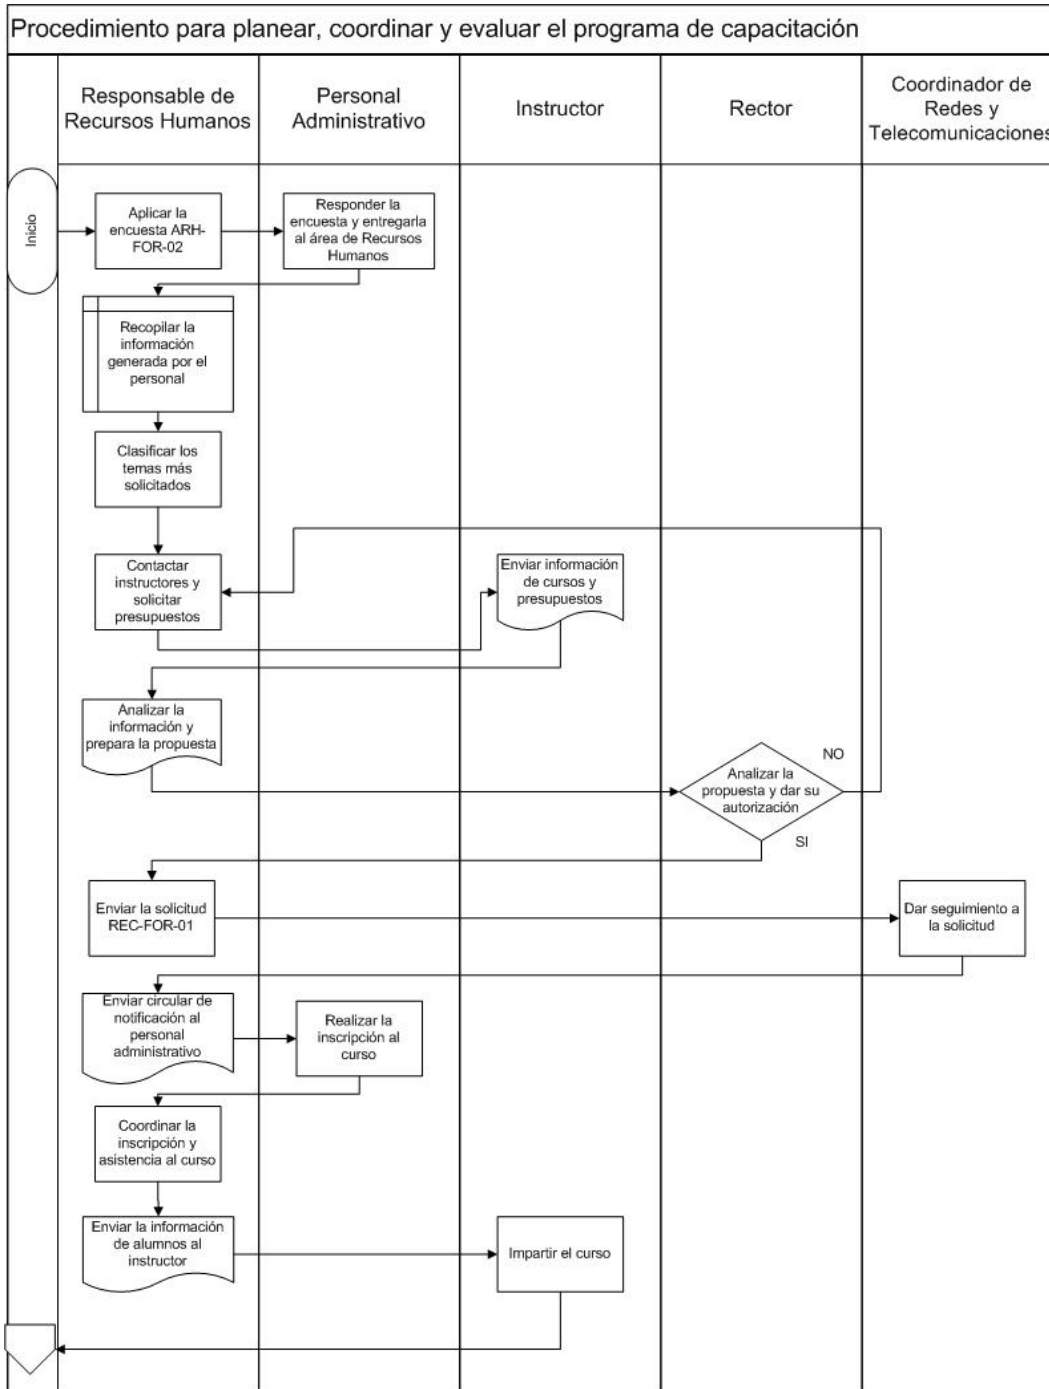 Procedimiento para planear, coordinar y evaluar el programa de capacitación
Responsable de
Recursos Humanos
Personal
Administrativo
Instructor
Rector
Coordinador de
Redes y
Telecomunicaciones
Inicio
Aplicar la
encuesta ARH-
FOR-02
Responder la
encuesta y entregarla
al área de Recursos
Humanos
Recopilar la
información
generada por el
personal
Clasificar los
temas más
solicitados
Contactar
instructores y
solicitar
presupuestos
Enviar información
de cursos y
presupuestos
Analizar la
información y
prepara la propuesta
Analizar la
propuesta y dar su
autorización
NO
SI
Enviar la solicitud
REC-FOR-01
Dar seguimiento a
la solicitud
Enviar circular de
notificación al
personal
administrativo
Realizar la
inscripción al
curso
Coordinar la
inscripción y
asistencia al curso
Enviar la información
de alumnos al
instructor
Impartir el curso